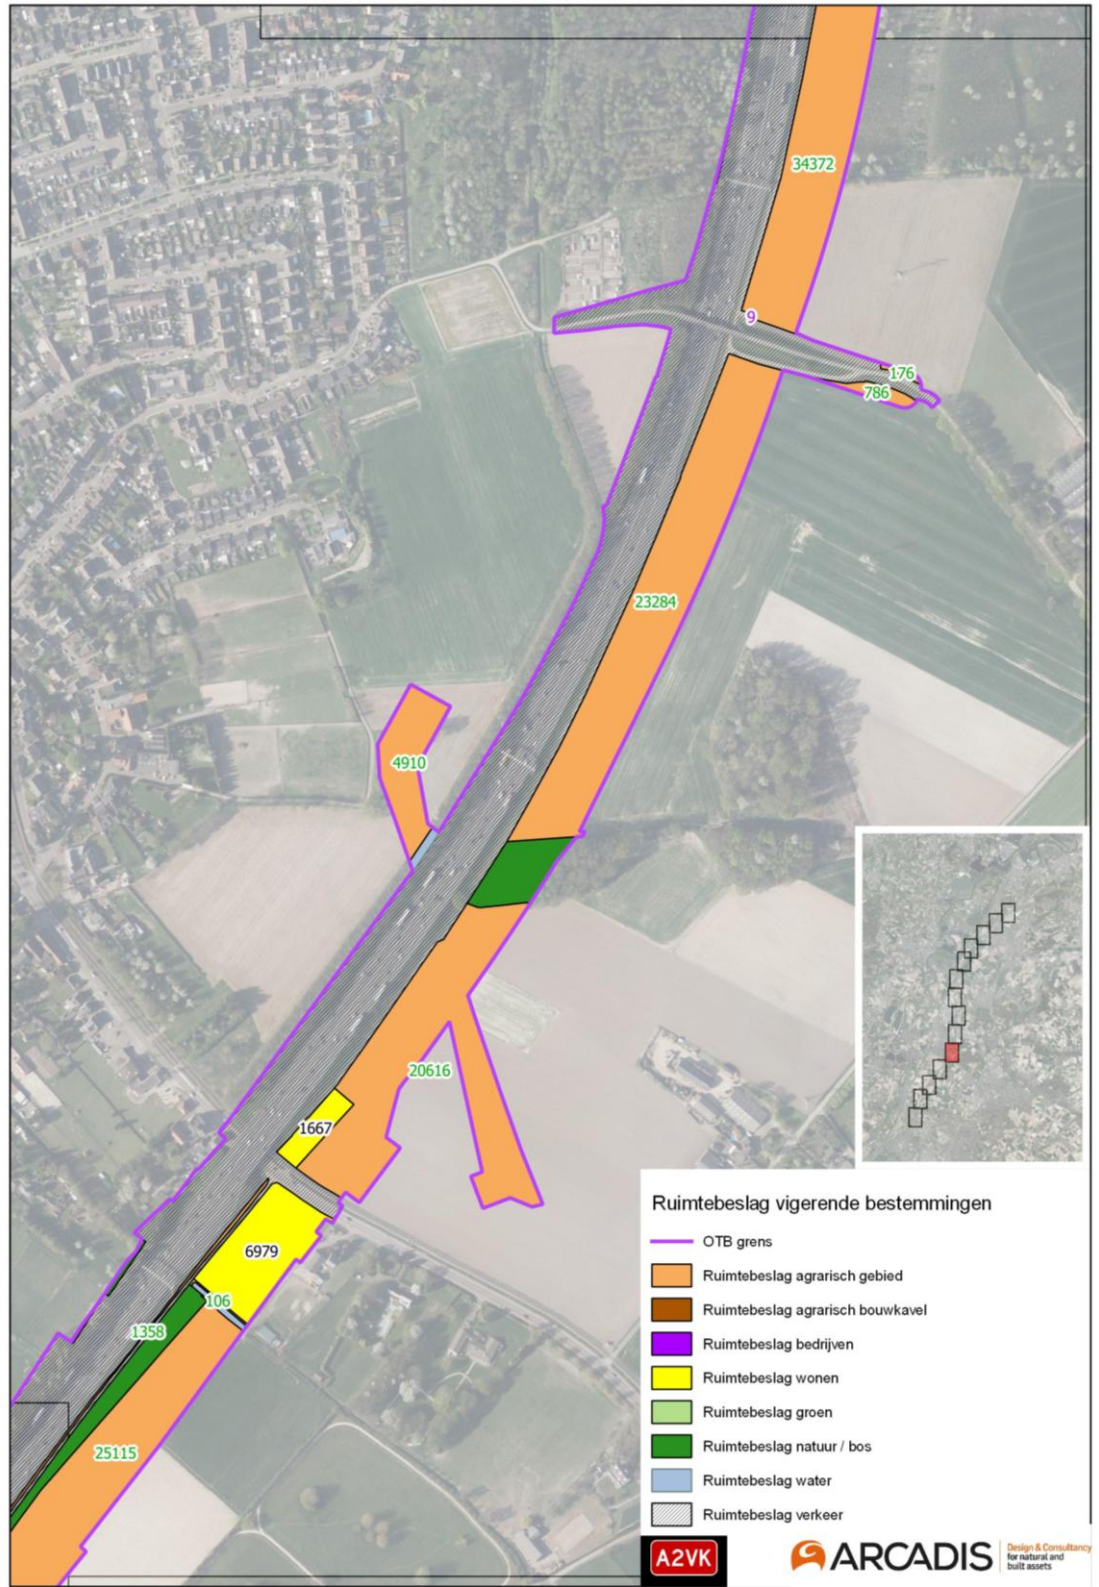 34372
9
176
786
23284
4910
20616
1667
6979
106
1358
25115
Ruimtebeslag vigerende bestemmingen
OTB grens
Ruimtebeslag agrarisch gebied
Ruimtebeslag agrarisch bouwkavel
Ruimtebeslag bedrijven
Ruimtebeslag wonen
Ruimtebeslag groen
Ruimtebeslag natuur / bos
Ruimtebeslag water
Ruimtebeslag verkeer
A2VK
ARCADIS
Design & Consultancy
for natural and
built assets